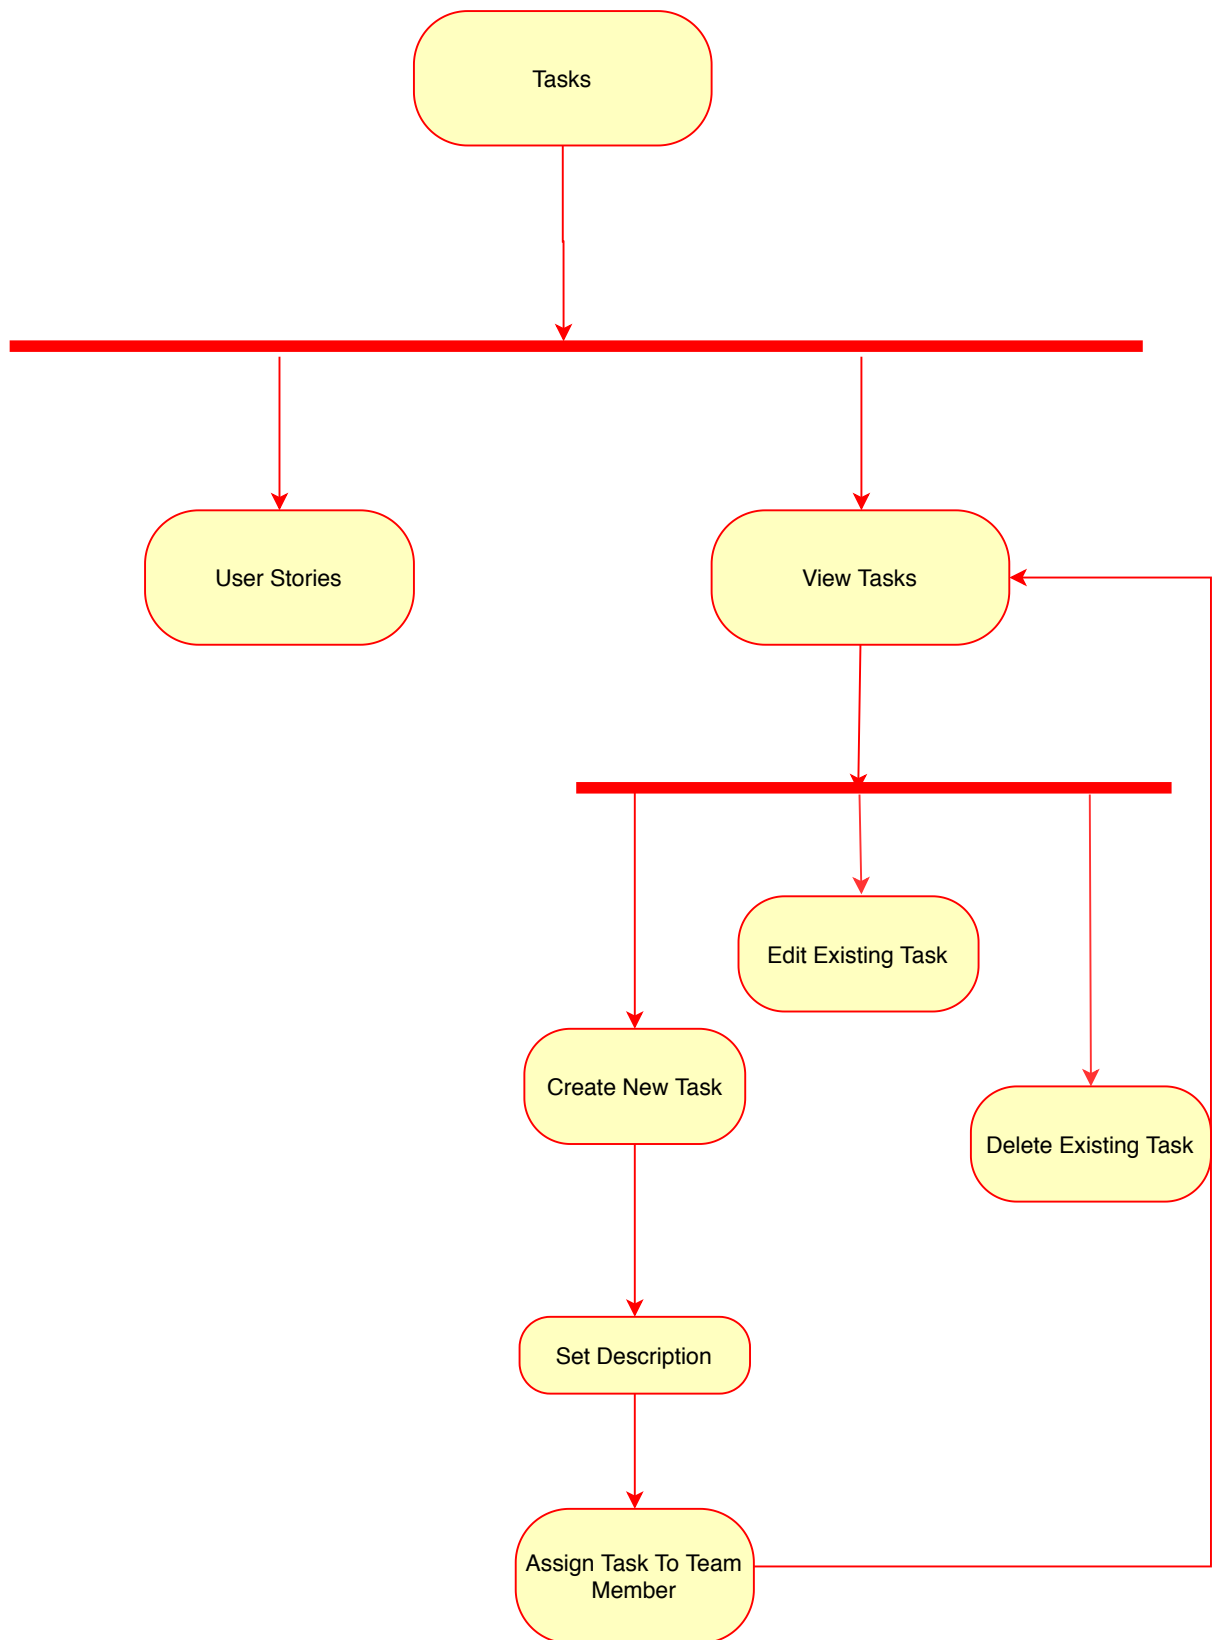 Tasks
User Stories
View Tasks
Edit Existing Task
Create New Task
Delete Existing Task
Set Description
Assign Task To Team
Member